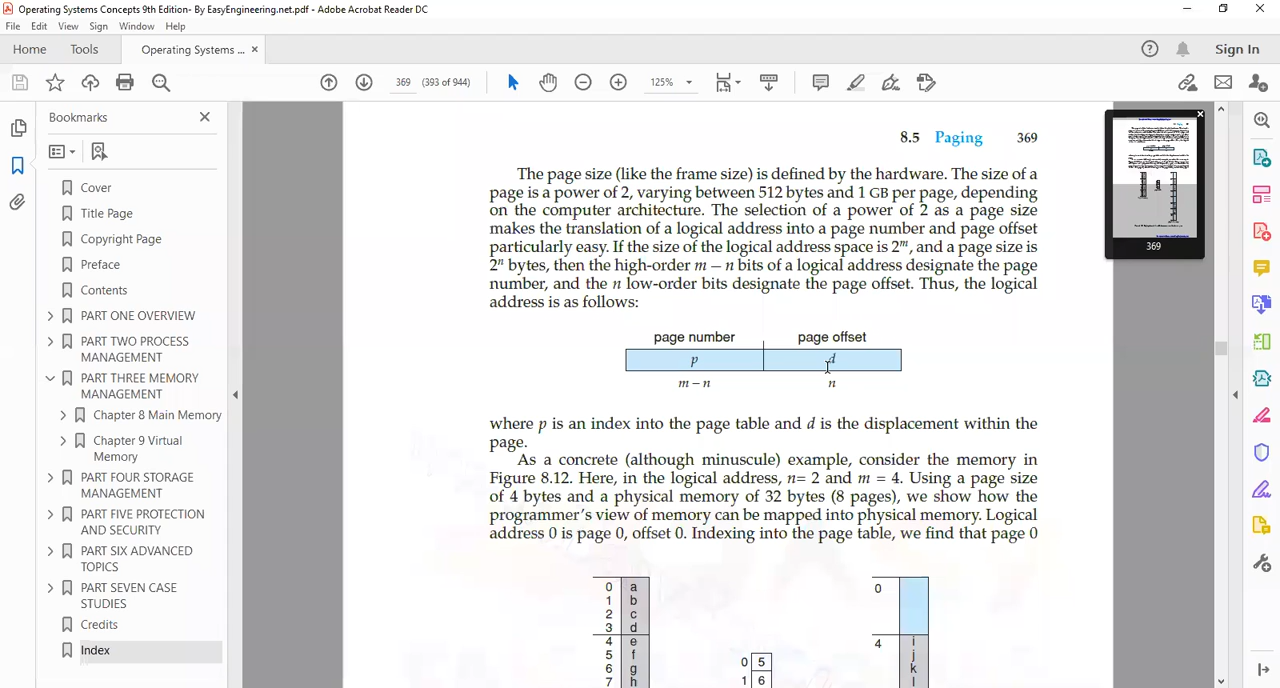 Operating Systems Concepts 9th Edition- By EasyEngineering.net.pdf - Adobe Acrobat Reader DC
File Edit View Sign Window Help
Home Tools Operating Systems ... ×
Sign In
369 (393 of 944) 125%
Bookmarks
Cover
Title Page
Copyright Page
Preface
Contents
PART ONE OVERVIEW
PART TWO PROCESS
MANAGEMENT
PART THREE MEMORY
MANAGEMENT
Chapter 8 Main Memory
Chapter 9 Virtual
Memory
PART FOUR STORAGE
MANAGEMENT
PART FIVE PROTECTION
AND SECURITY
PART SIX ADVANCED
TOPICS
PART SEVEN CASE
STUDIES
Credits
Index
8.5 Paging 369
The page size (like the frame size) is defined by the hardware. The size of a
page is a power of 2, varying between 512 bytes and 1 GB per page, depending
on the computer architecture. The selection of a power of 2 as a page size
makes the translation of a logical address into a page number and page offset
particularly easy. If the size of the logical address space is 2ᵐ, and a page size is
2ⁿ bytes, then the high-order m – n bits of a logical address designate the page
number, and the n low-order bits designate the page offset. Thus, the logical
address is as follows:
page number page offset
p d
m – n n
where p is an index into the page table and d is the displacement within the
page.
As a concrete (although minuscule) example, consider the memory in
Figure 8.12. Here, in the logical address, n= 2 and m = 4. Using a page size
of 4 bytes and a physical memory of 32 bytes (8 pages), we show how the
programmer's view of memory can be mapped into physical memory. Logical
address 0 is page 0, offset 0. Indexing into the page table, we find that page 0
0 a
1 b
2 c
3 d
4 e
5 f
6 g
7 h
0 5
1 6
0
4 i
j
k
l
369